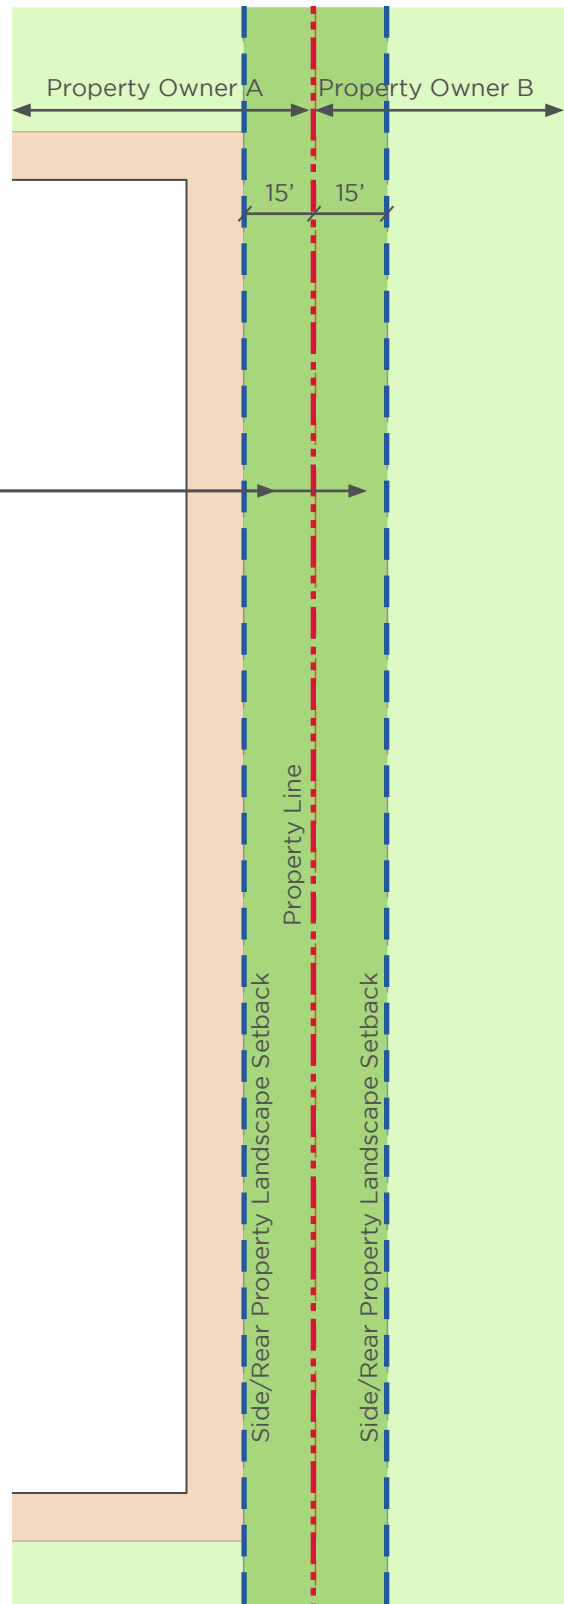 Property Owner A
Property Owner B
15’
15’
Property Line
Side/Rear Property Landscape Setback
Side/Rear Property Landscape Setback